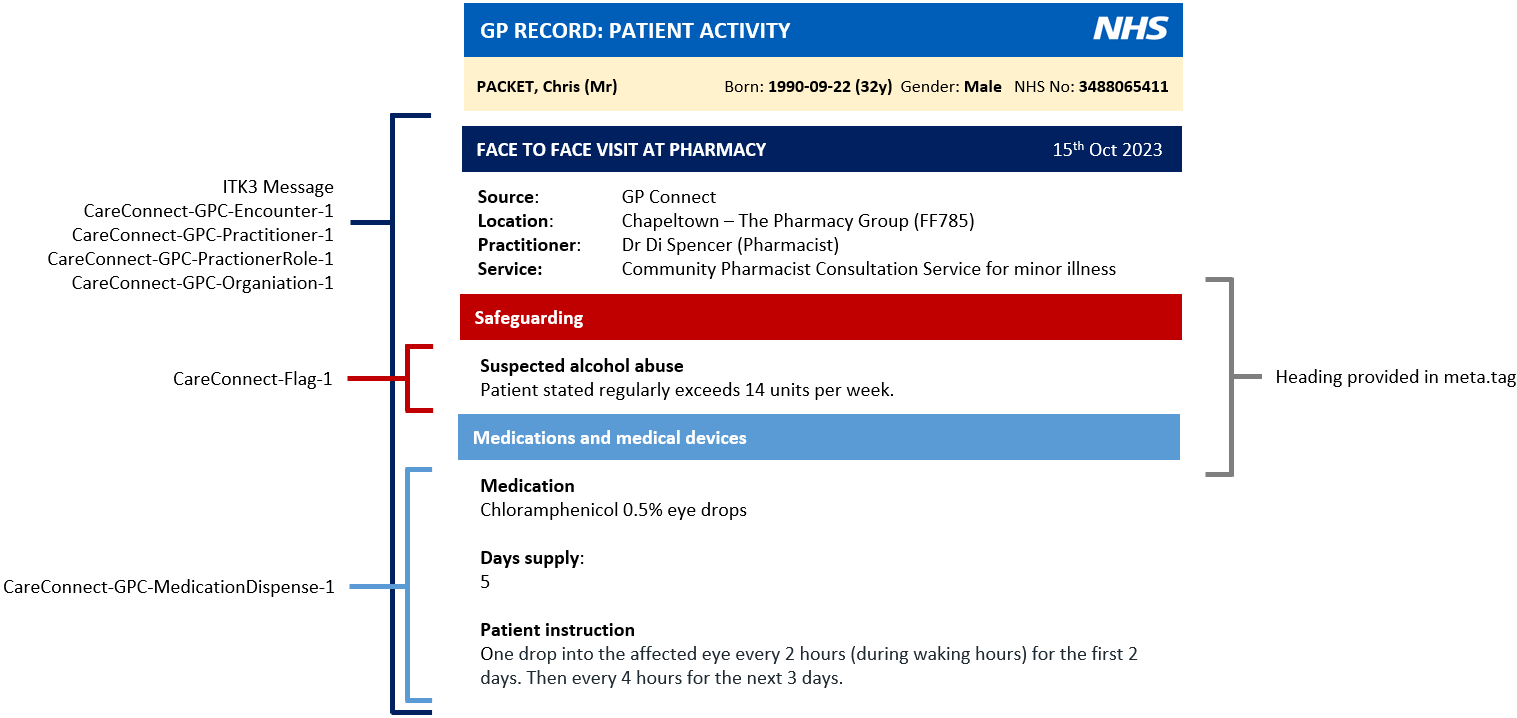 GP RECORD: PATIENT ACTIVITY NHS
PACKET, Chris (Mr) Born: 1990-09-22 (32y) Gender: Male NHS No: 3488065411
FACE TO FACE VISIT AT PHARMACY 15th Oct 2023
ITK3 Message
CareConnect-GPC-Encounter-1
CareConnect-GPC-Practitioner-1
CareConnect-GPC-PractionerRole-1
CareConnect-GPC-Organiation-1
Source: GP Connect
Location: Chapeltown – The Pharmacy Group (FF785)
Practitioner: Dr Di Spencer (Pharmacist)
Service: Community Pharmacist Consultation Service for minor illness
Safeguarding
CareConnect-Flag-1
Suspected alcohol abuse
Patient stated regularly exceeds 14 units per week.
Heading provided in meta.tag
Medications and medical devices
Medication
Chloramphenicol 0.5% eye drops
Days supply:
5
CareConnect-GPC-MedicationDispense-1
Patient instruction
One drop into the affected eye every 2 hours (during waking hours) for the first 2
days. Then every 4 hours for the next 3 days.